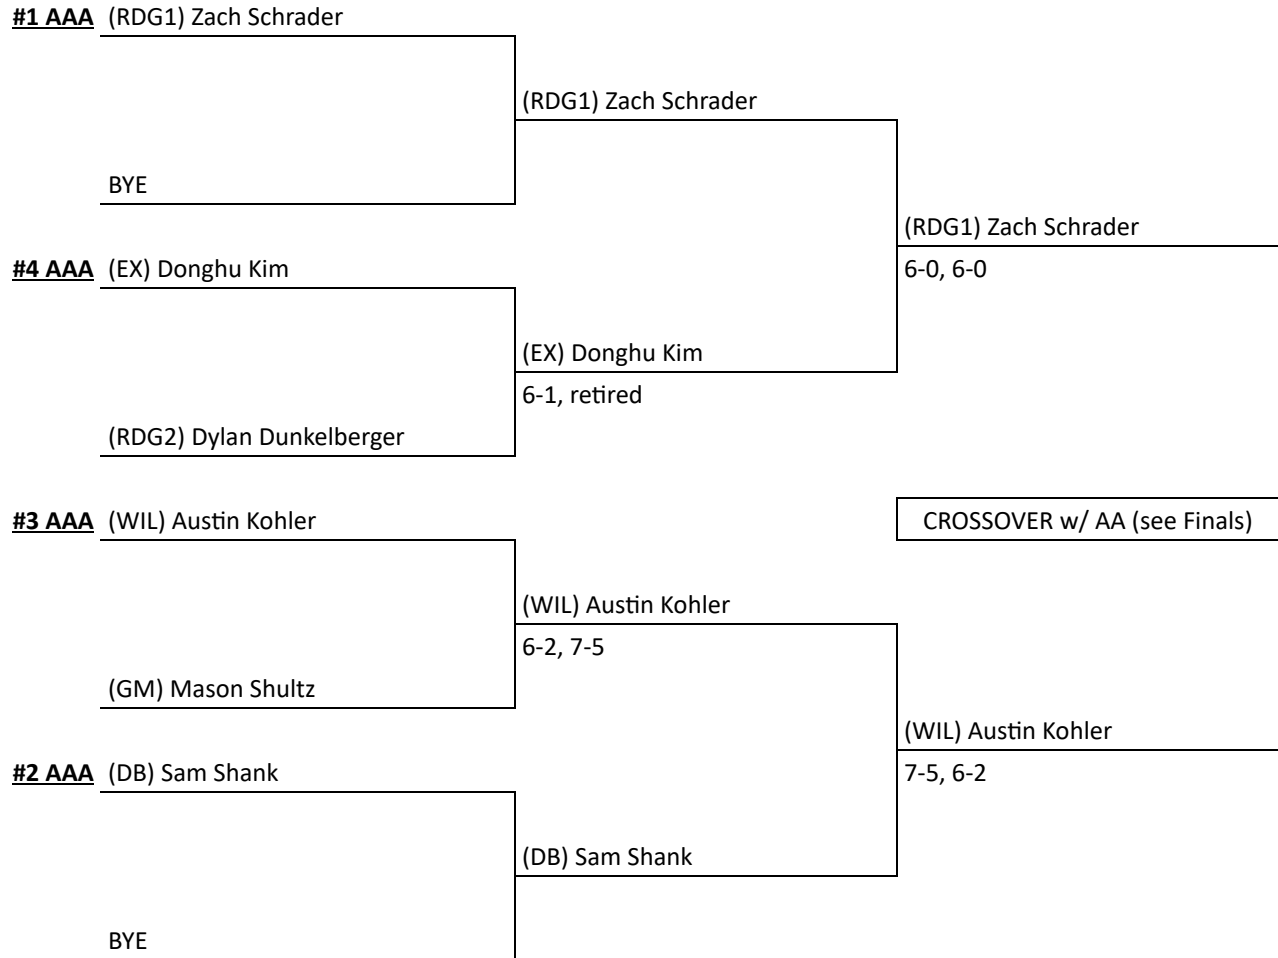 #1 AAA (RDG1) Zach Schrader
(RDG1) Zach Schrader
BYE
(RDG1) Zach Schrader
6-0, 6-0
#4 AAA (EX) Donghu Kim
(EX) Donghu Kim
6-1, retired
(RDG2) Dylan Dunkelberger
#3 AAA (WIL) Austin Kohler
CROSSOVER w/ AA (see Finals)
(WIL) Austin Kohler
6-2, 7-5
(GM) Mason Shultz
(WIL) Austin Kohler
7-5, 6-2
#2 AAA (DB) Sam Shank
(DB) Sam Shank
BYE